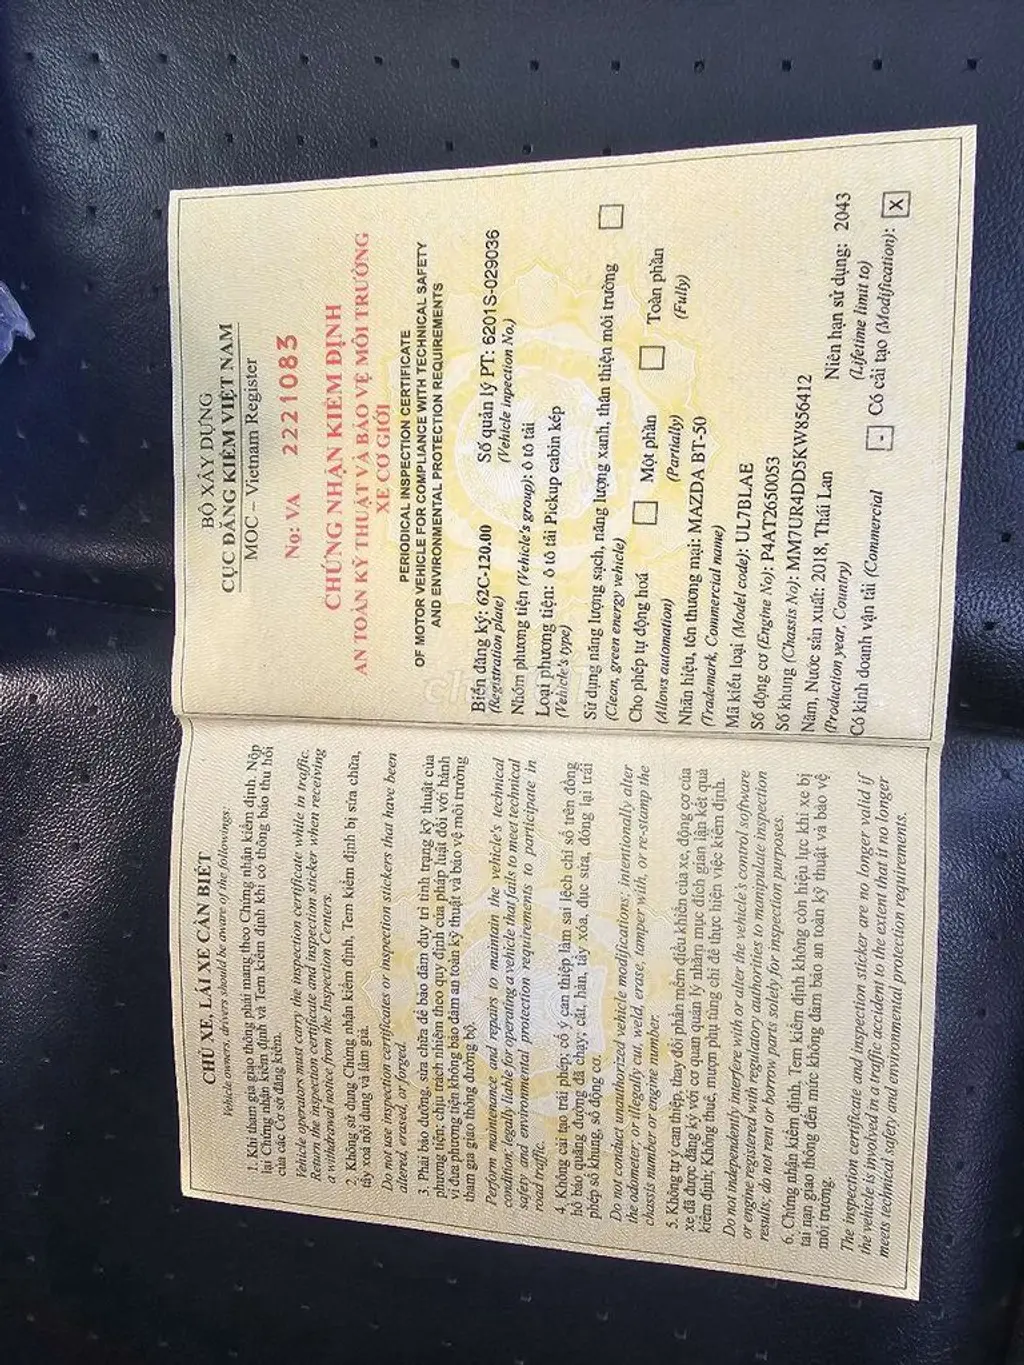 CHỦ XE, LÁI XE CẦN BIẾT
Vehicle owners, drivers should be aware of the followings:
1. Khi tham gia giao thông phải mang theo Chứng nhận kiểm định. Nộp
lại Chứng nhận kiểm định và Tem kiểm định khi có thông báo thu hồi
của các Cơ sở đăng kiểm.
Vehicle operators must carry the inspection certificate while in traffic.
Return the inspection certificate and inspection sticker when receiving
a withdrawal notice from the Inspection Centers.
2. Không sử dụng Chứng nhận kiểm định, Tem kiểm định bị sửa chữa,
tẩy xoá nội dung và làm giả.
Do not use inspection certificates or inspection stickers that have been
altered, erased, or forged.
3. Phải bảo dưỡng, sửa chữa để bảo đảm duy trì tình trạng kỹ thuật của
phương tiện; chịu trách nhiệm theo quy định của pháp luật đối với hành
vi đưa phương tiện không bảo đảm an toàn kỹ thuật và bảo vệ môi trường
tham gia giao thông đường bộ.
Perform maintenance and repairs to maintain the vehicle's technical
condition; legally liable for operating a vehicle that fails to meet technical
safety and environmental protection requirements to participate in
road traffic.
4. Không cải tạo trái phép; cố ý can thiệp làm sai lệch chỉ số trên đồng
hồ báo quãng đường đã chạy; cắt, hàn, tẩy xóa, đục sửa, đóng lại trái
phép số khung, số động cơ.
Do not conduct unauthorized vehicle modifications; intentionally alter
the odometer; or illegally cut, weld, erase, tamper with, or re-stamp the
chassis number or engine number.
5. Không tự ý can thiệp, thay đổi phần mềm điều khiển của xe, động cơ của
xe đã được đăng ký với cơ quan quản lý nhằm mục đích gian lận kết quả
kiểm định; Không thuê, mượn phụ tùng chỉ để thực hiện việc kiểm định.
Do not independently interfere with or alter the vehicle's control software
or engine registered with regulatory authorities to manipulate inspection
results; do not rent or borrow parts solely for inspection purposes.
6. Chứng nhận kiểm định, Tem kiểm định không còn hiệu lực khi xe bị
tai nạn giao thông đến mức không đảm bảo an toàn kỹ thuật và bảo vệ
môi trường.
The inspection certificate and inspection sticker are no longer valid if
the vehicle is involved in a traffic accident to the extent that it no longer
meets technical safety and environmental protection requirements.
BỘ XÂY DỰNG
CỤC ĐĂNG KIỂM VIỆT NAM
MOC – Vietnam Register
No: VA 2221083
CHỨNG NHẬN KIỂM ĐỊNH
AN TOÀN KỸ THUẬT VÀ BẢO VỆ MÔI TRƯỜNG
XE CƠ GIỚI
PERIODICAL INSPECTION CERTIFICATE
OF MOTOR VEHICLE FOR COMPLIANCE WITH TECHNICAL SAFETY
AND ENVIRONMENTAL PROTECTION REQUIREMENTS
Biển đăng ký: 62C-120.00 Số quản lý PT: 6201S-029036
(Registration plate) (Vehicle inpection No.)
Nhóm phương tiện (Vehicle's group): ô tô tải
Loại phương tiện: ô tô tải Pickup cabin kép
(Vehicle's type)
Sử dụng năng lượng sạch, năng lượng xanh, thân thiện môi trường
(Clean, green energy vehicle)
Cho phép tự động hoá Một phần Toàn phần
(Allows automation) (Partially) (Fully)
Nhãn hiệu, tên thương mại: MAZDA BT-50
(Trademark, Commercial name)
Mã kiểu loại (Model code): UL7BLAE
Số động cơ (Engine No): P4AT2650053
Số khung (Chassis No): MM7UR4DD5KW856412
Năm, Nước sản xuất: 2018, Thái Lan Niên hạn sử dụng: 2043
(Production year, Country) (Lifetime limit to)
Có kinh doanh vận tải (Commercial - Có cải tạo (Modification): X